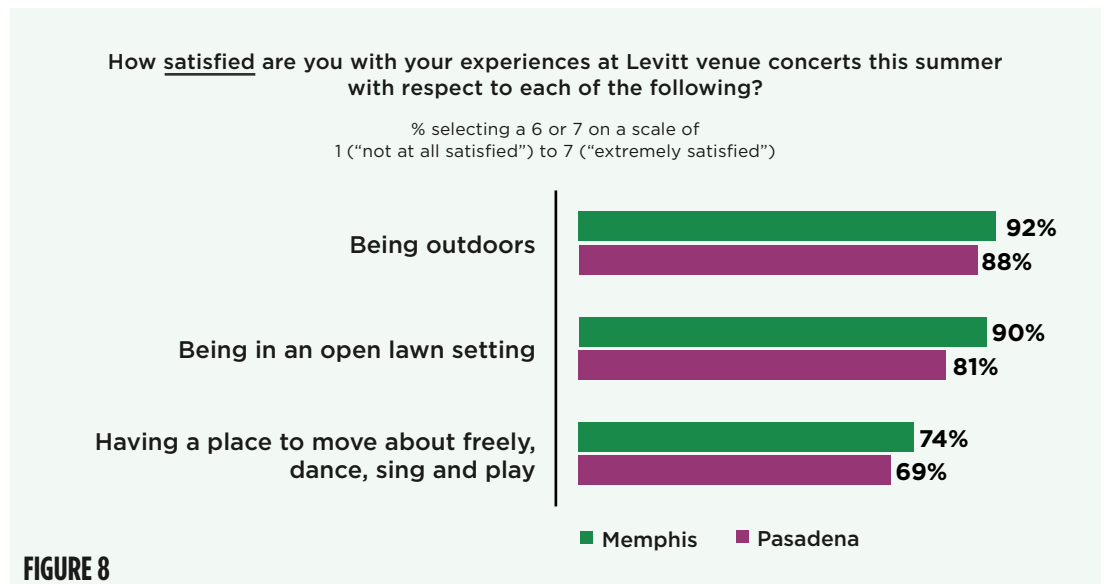 How satisfied are you with your experiences at Levitt venue concerts this summer
with respect to each of the following?
% selecting a 6 or 7 on a scale of
1 (“not at all satisfied”) to 7 (“extremely satisfied”)
Being outdoors
92%
88%
Being in an open lawn setting
90%
81%
Having a place to move about freely,
dance, sing and play
74%
69%
Memphis Pasadena
FIGURE 8